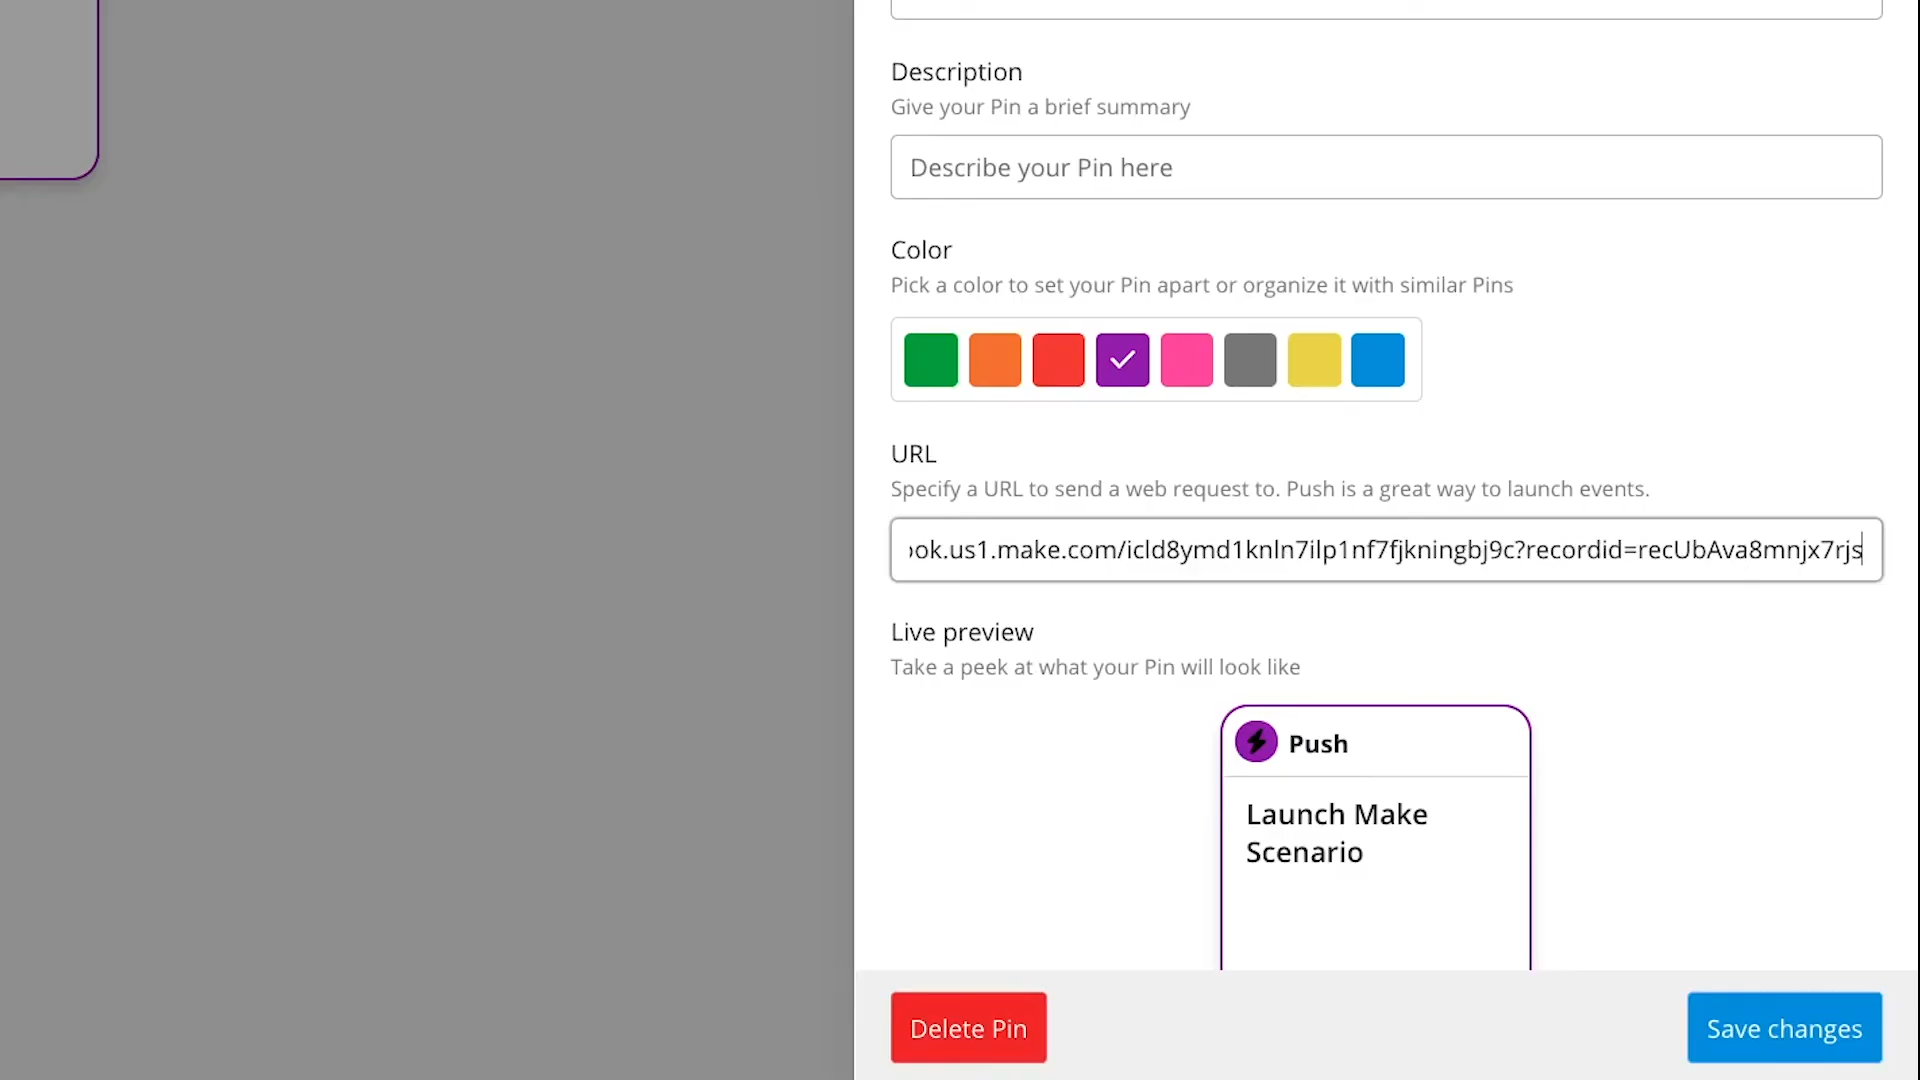 Description
Give your Pin a brief summary
Describe your Pin here
Color
Pick a color to set your Pin apart or organize it with similar Pins
URL
Specify a URL to send a web request to. Push is a great way to launch events.
ook.us1.make.com/icld8ymd1knln7ilp1nf7fjkningbj9c?recordid=recUbAva8mnjx7rjs
Live preview
Take a peek at what your Pin will look like
Push
Launch Make
Scenario
Delete Pin
Save changes